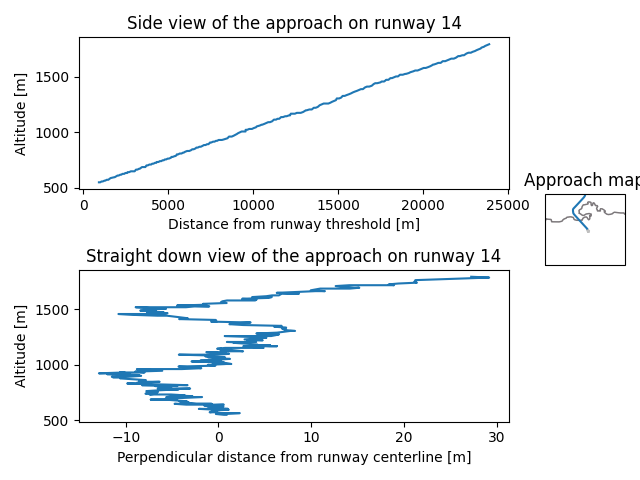 Side view of the approach on runway 14
Altitude [m]
1500
1000
500
0 5000 10000 15000 20000 25000
Distance from runway threshold [m]
Approach map
Straight down view of the approach on runway 14
Altitude [m]
1500
1000
500
−10 0 10 20 30
Perpendicular distance from runway centerline [m]